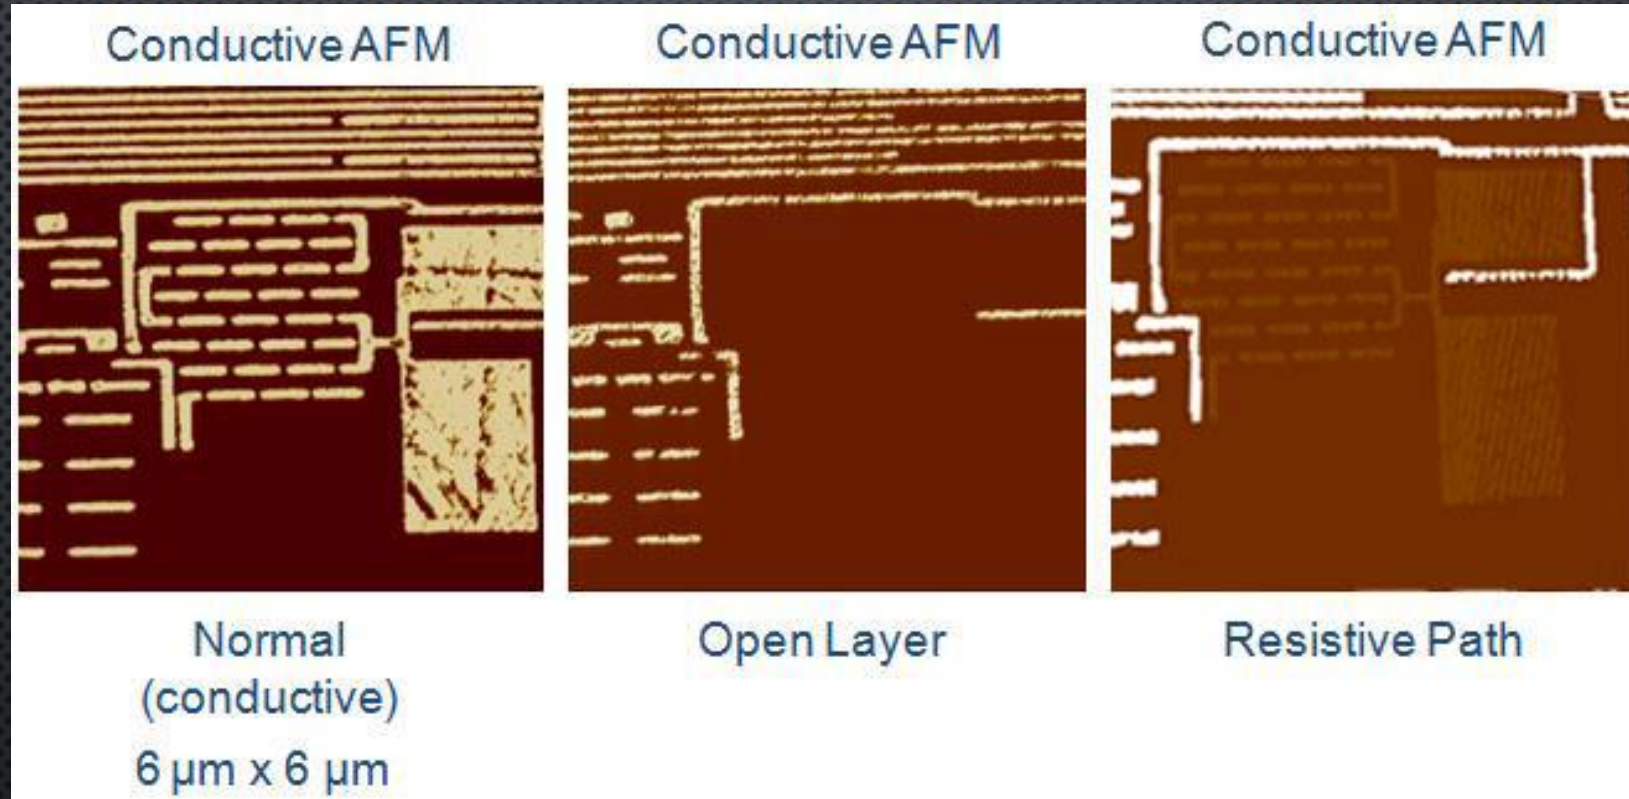 Conductive AFM
Conductive AFM
Conductive AFM
Normal
(conductive)
6 µm x 6 µm
Open Layer
Resistive Path